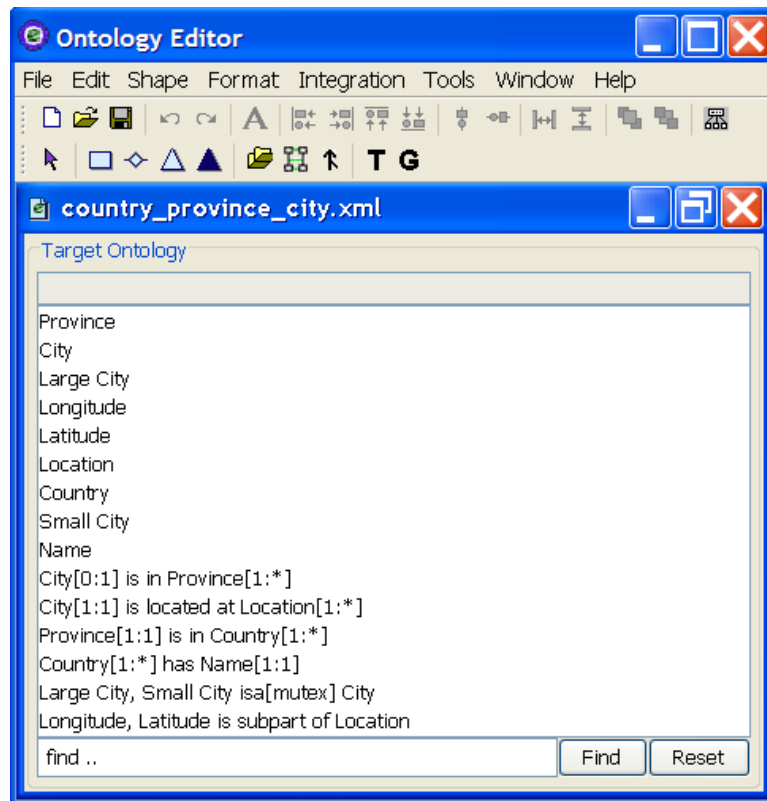 Ontology Editor
File Edit Shape Format Integration Tools Window Help
A
T G
country_province_city.xml
Target Ontology
Province
City
Large City
Longitude
Latitude
Location
Country
Small City
Name
City[0:1] is in Province[1:*]
City[1:1] is located at Location[1:*]
Province[1:1] is in Country[1:*]
Country[1:*] has Name[1:1]
Large City, Small City isa[mutex] City
Longitude, Latitude is subpart of Location
find .. Find Reset